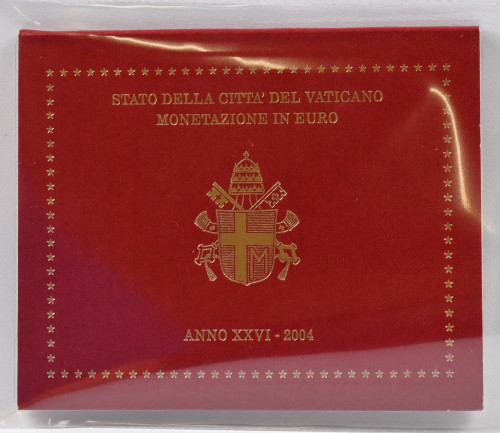 STATO DELLA CITTA' DEL VATICANO
MONETAZIONE IN EURO
M
ANNO XXVI - 2004